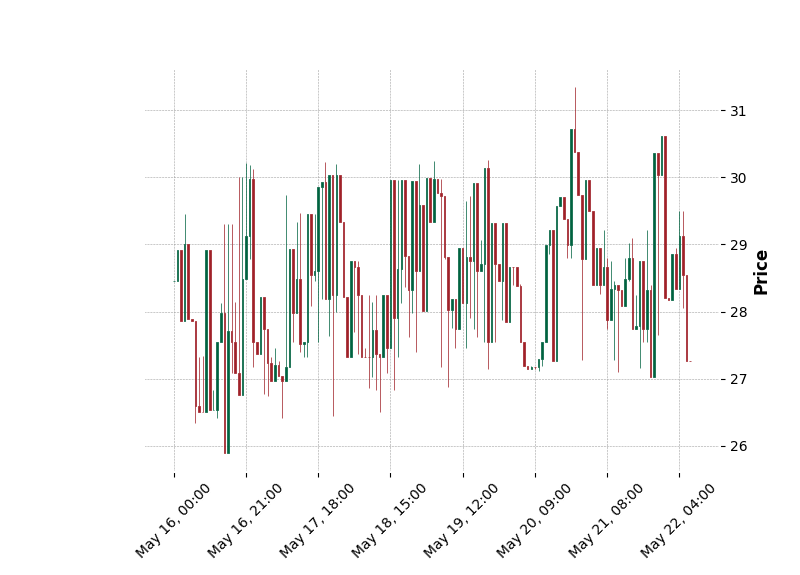 31
30
29
28
27
26
Price
May 16, 00:00
May 16, 21:00
May 17, 18:00
May 18, 15:00
May 19, 12:00
May 20, 09:00
May 21, 08:00
May 22, 04:00